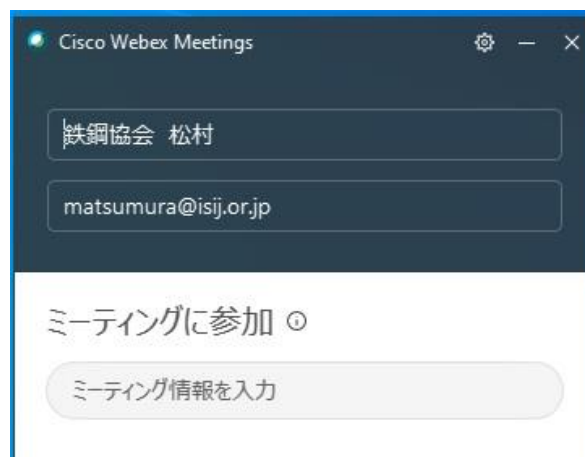 Cisco Webex Meetings
鉄鋼協会 松村
matsumura@isij.or.jp
ミーティングに参加
ミーティング情報を入力